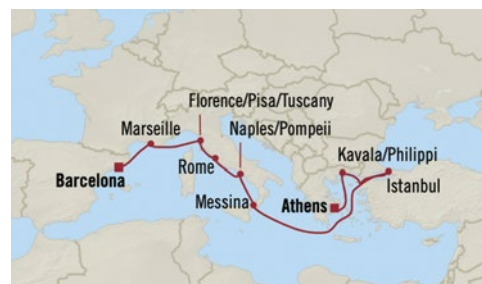 Florence/Pisa/Tuscany
Marseille
Naples/Pompeii
Kavala/Philippi
Rome
Barcelona
Istanbul
Messina
Athens